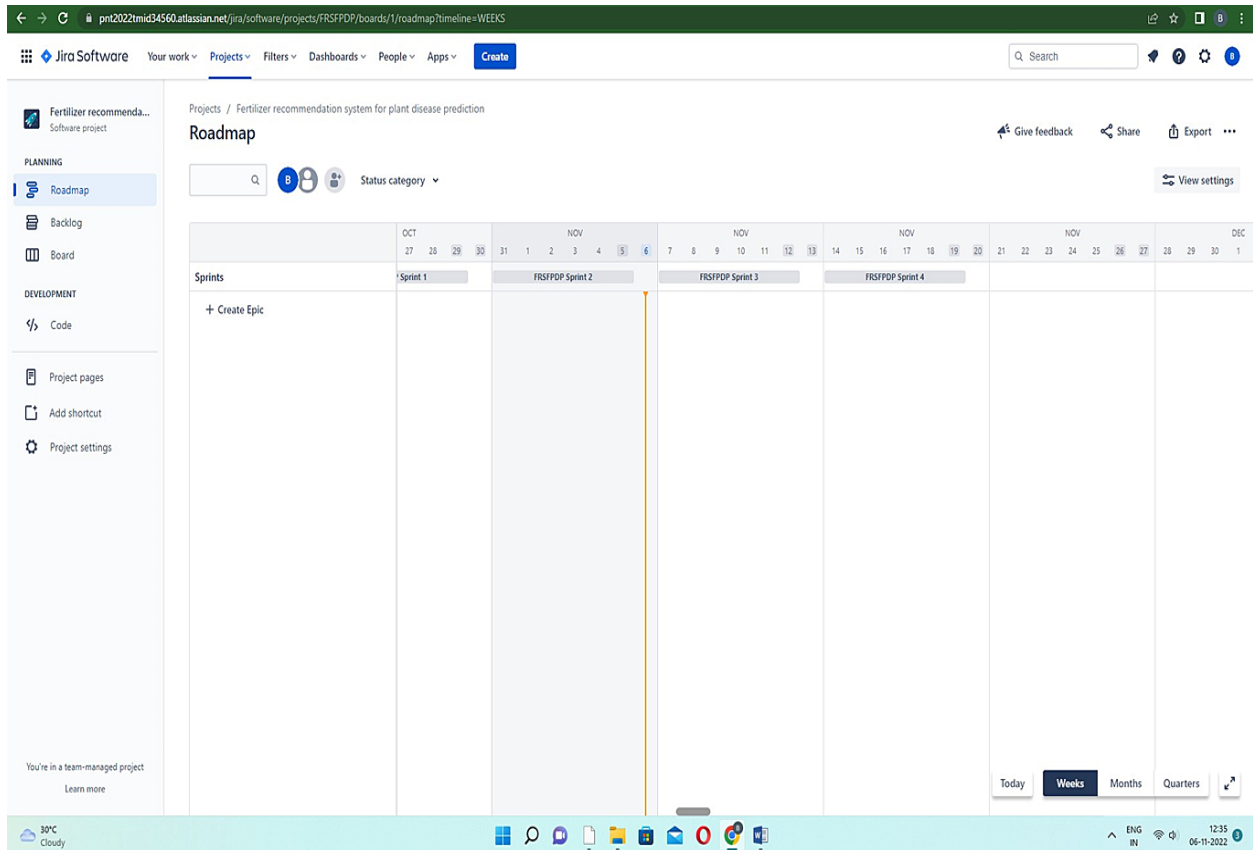 pnt2022tmid34560.atlassian.net/jira/software/projects/FRSFPDP/boards/1/roadmap?timeline=WEEKS
B
Jira Software Your work Projects Filters Dashboards People Apps Create Search B
Fertilizer recommenda...
Software project
PLANNING
Roadmap
Backlog
Board
DEVELOPMENT
Code
Project pages
Add shortcut
Project settings
You're in a team-managed project
Learn more
Projects / Fertilizer recommendation system for plant disease prediction
Roadmap
Give feedback Share Export
B Status category View settings
OCT NOV NOV NOV NOV DEC
27 28 29 30 31 1 2 3 4 5 6 7 8 9 10 11 12 13 14 15 16 17 18 19 20 21 22 23 24 25 26 27 28 29 30 1
Sprints Sprint 1 FRSFPDP Sprint 2 FRSFPDP Sprint 3 FRSFPDP Sprint 4
+ Create Epic
Today Weeks Months Quarters
30°C
Cloudy
ENG
IN
12:35
06-11-2022
3